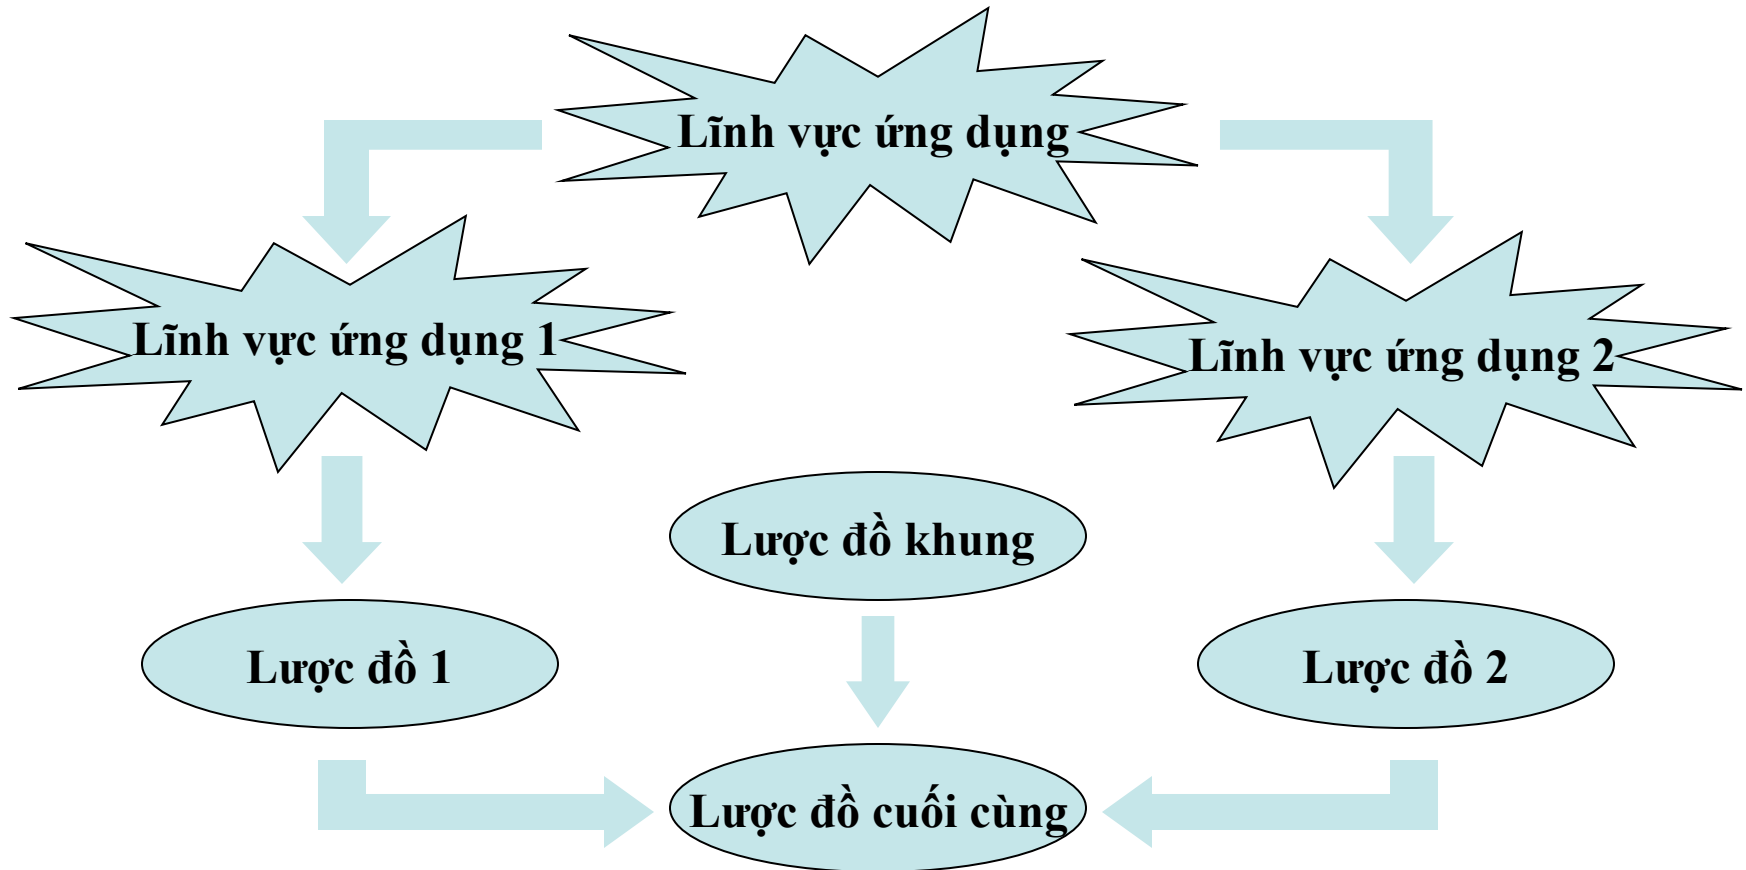 Lĩnh vực ứng dụng
Lĩnh vực ứng dụng 1
Lĩnh vực ứng dụng 2
Lược đồ khung
Lược đồ 1
Lược đồ 2
Lược đồ cuối cùng